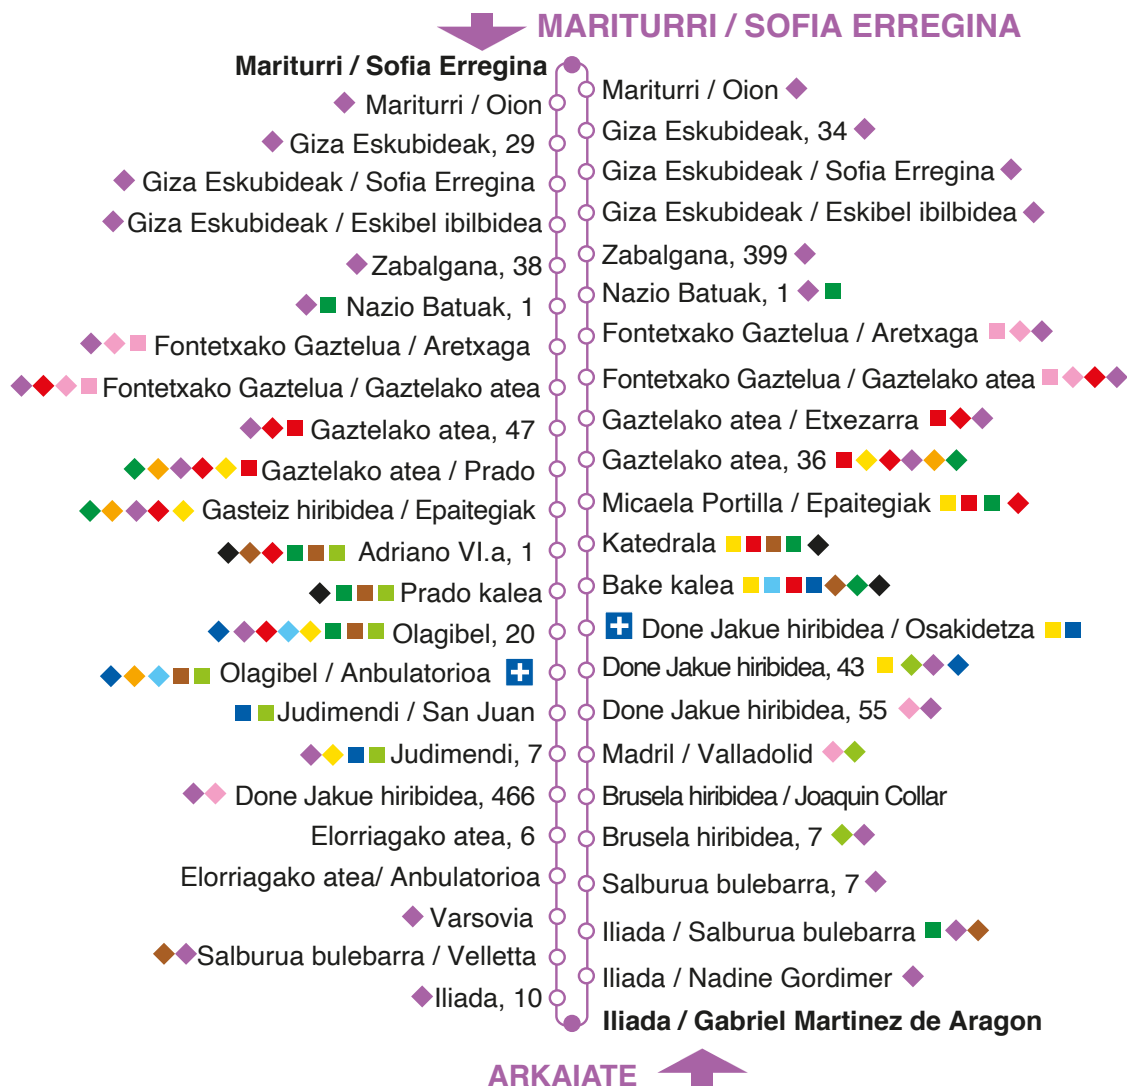 MARITURRI / SOFIA ERREGINA
Mariturri / Sofia Erregina
Mariturri / Oion
Giza Eskubideak, 29
Giza Eskubideak / Sofia Erregina
Giza Eskubideak / Eskibel ibilbidea
Zabalgana, 38
Nazio Batuak, 1
Fontetxako Gaztelua / Aretxaga
Fontetxako Gaztelua / Gaztelako atea
Gaztelako atea, 47
Gaztelako atea / Prado
Gasteiz hiribidea / Epaitegiak
Adriano VI.a, 1
Prado kalea
Olagibel, 20
Olagibel / Anbulatorioa
Judimendi / San Juan
Judimendi, 7
Done Jakue hiribidea, 466
Elorriagako atea, 6
Elorriagako atea/ Anbulatorioa
Varsovia
Salburua bulebarra / Velletta
Iliada, 10
Mariturri / Oion
Giza Eskubideak, 34
Giza Eskubideak / Sofia Erregina
Giza Eskubideak / Eskibel ibilbidea
Zabalgana, 399
Nazio Batuak, 1
Fontetxako Gaztelua / Aretxaga
Fontetxako Gaztelua / Gaztelako atea
Gaztelako atea / Etxezarra
Gaztelako atea, 36
Micaela Portilla / Epaitegiak
Katedrala
Bake kalea
Done Jakue hiribidea / Osakidetza
Done Jakue hiribidea, 43
Done Jakue hiribidea, 55
Madril / Valladolid
Brusela hiribidea / Joaquin Collar
Brusela hiribidea, 7
Salburua bulebarra, 7
Iliada / Salburua bulebarra
Iliada / Nadine Gordimer
Iliada / Gabriel Martinez de Aragon
ARKAIATE